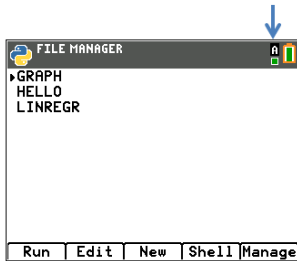 FILE MANAGER A
GRAPH
HELLO
LINREGR
Run Edit New Shell Manage